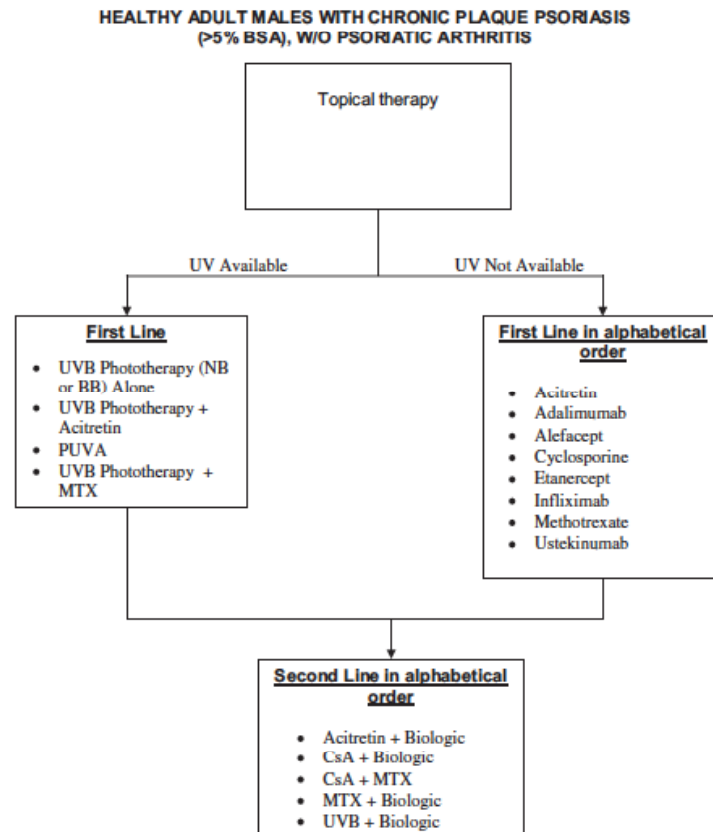 HEALTHY ADULT MALES WITH CHRONIC PLAQUE PSORIASIS
(>5% BSA), W/O PSORIATIC ARTHRITIS
Topical therapy
UV Available
UV Not Available
First Line
• UVB Phototherapy (NB
or BB) Alone
• UVB Phototherapy +
Acitretin
• PUVA
• UVB Phototherapy +
MTX
First Line in alphabetical
order
• Acitretin
• Adalimumab
• Alefacept
• Cyclosporine
• Etanercept
• Infliximab
• Methotrexate
• Ustekinumab
Second Line in alphabetical
order
• Acitretin + Biologic
• CsA + Biologic
• CsA + MTX
• MTX + Biologic
• UVB + Biologic